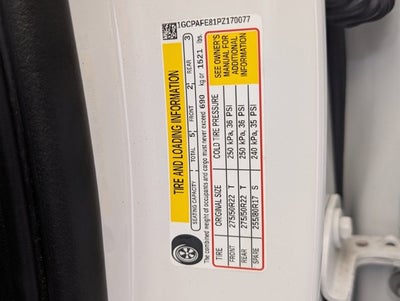 1GCPAFE81PZ170077
TIRE AND LOADING INFORMATION
SEATING CAPACITY TOTAL 5 FRONT 2 REAR 3
The combined weight of occupants and cargo must never exceed 690 kg or 1521 lbs.
TIRE ORIGINAL SIZE COLD TIRE PRESSURE
FRONT 275/50R22 T 250 kPa, 36 PSI
REAR 275/50R22 T 250 kPa, 36 PSI
SPARE 255/80R17 S 240 kPa, 35 PSI
SEE OWNER'S
MANUAL FOR
ADDITIONAL
INFORMATION